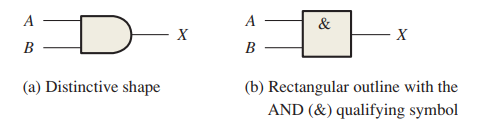 A
B
X
(a) Distinctive shape
A
B
&
X
(b) Rectangular outline with the
AND (&) qualifying symbol